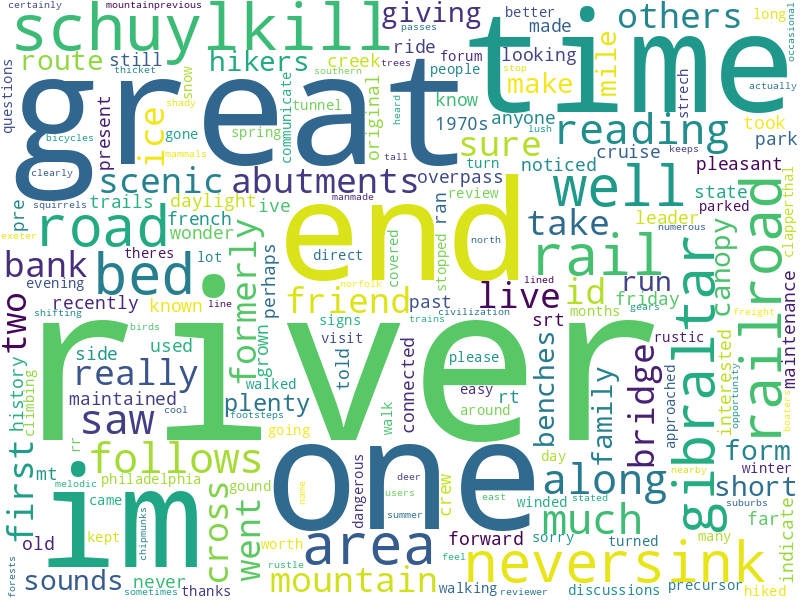 certainly
mountainprevious
passes
giving
better
made
others
long
occasional
schuylkill
time
route
still
hikers
ride
forum
looking
mile
actually
questions
thicket
creek
people
trees
southern
make
stop
snow
communicate
tunnel
original
know
anyone
strech
shady
great
ice
present
gone
spring
heard
1970s
reading
took
park
bicycles
mammals
tall
sure
lush
keeps
noticed
cruise
pleasant
clearly
scenic
abutments
overpass
turn
well
state
squirrels
trails
daylight
ive
manmade
review
ran
leader
parked
numerous
pre
road
french
end
take
exeter
wonder
theres
lot
direct
north
rail
railroad
clapperthal
bank
bed
perhaps
covered
stopped
canopy
evening
norfolk
past
live
id
run
friday
gibraltar
maintenance
two
recently
known
line
friend
shifting
formerly
signs
trains
civilization
lined
gears
months
freight
srt
side
used
birds
grown
visit
please
rustic
history
climbing
really
walked
told
connected
easy
rt
benches
family
bridge
approached
interested
opportunity
river
maintained
cool
plenty
footsteps
walk
around
boaters
saw
first
rr
going
day
form
follows
one
winter
mt
melodic
philadelphia
gound
name
dangerous
deer
users
crew
east
stated
along
nearby
short
suburbs
came
im
cross
went
worth
summer
winded
much
far
many
indicate
old
kept
chipmunks
area
forward
sorry
turned
feel
neversink
forests
sounds
never
rustle
mountain
walking
discussions
precursor
hiked
sometimes
thanks
reviewer